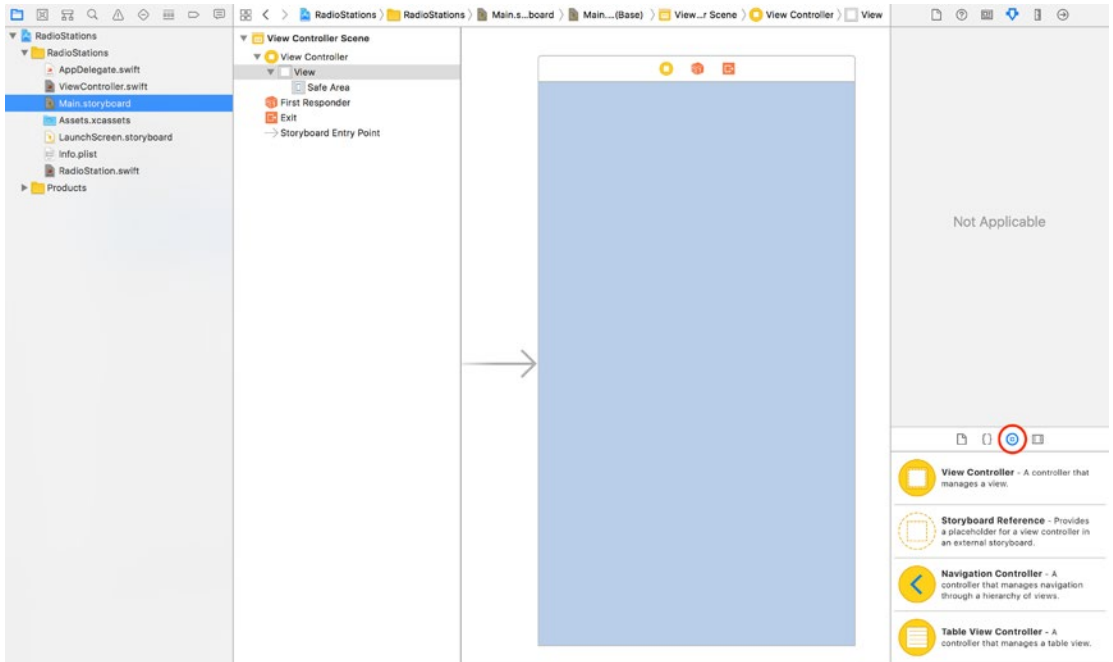 RadioStations 〉 RadioStations 〉 Main.s...board 〉 Main....(Base) 〉 View...r Scene 〉 View Controller 〉 View
RadioStations
RadioStations
AppDelegate.swift
ViewController.swift
Main.storyboard
Assets.xcassets
LaunchScreen.storyboard
Info.plist
RadioStation.swift
Products
View Controller Scene
View Controller
View
Safe Area
First Responder
Exit
Storyboard Entry Point
Not Applicable
View Controller - A controller that
manages a view.
Storyboard Reference - Provides
a placeholder for a view controller in
an external storyboard.
Navigation Controller - A
controller that manages navigation
through a hierarchy of views.
Table View Controller - A
controller that manages a table view.